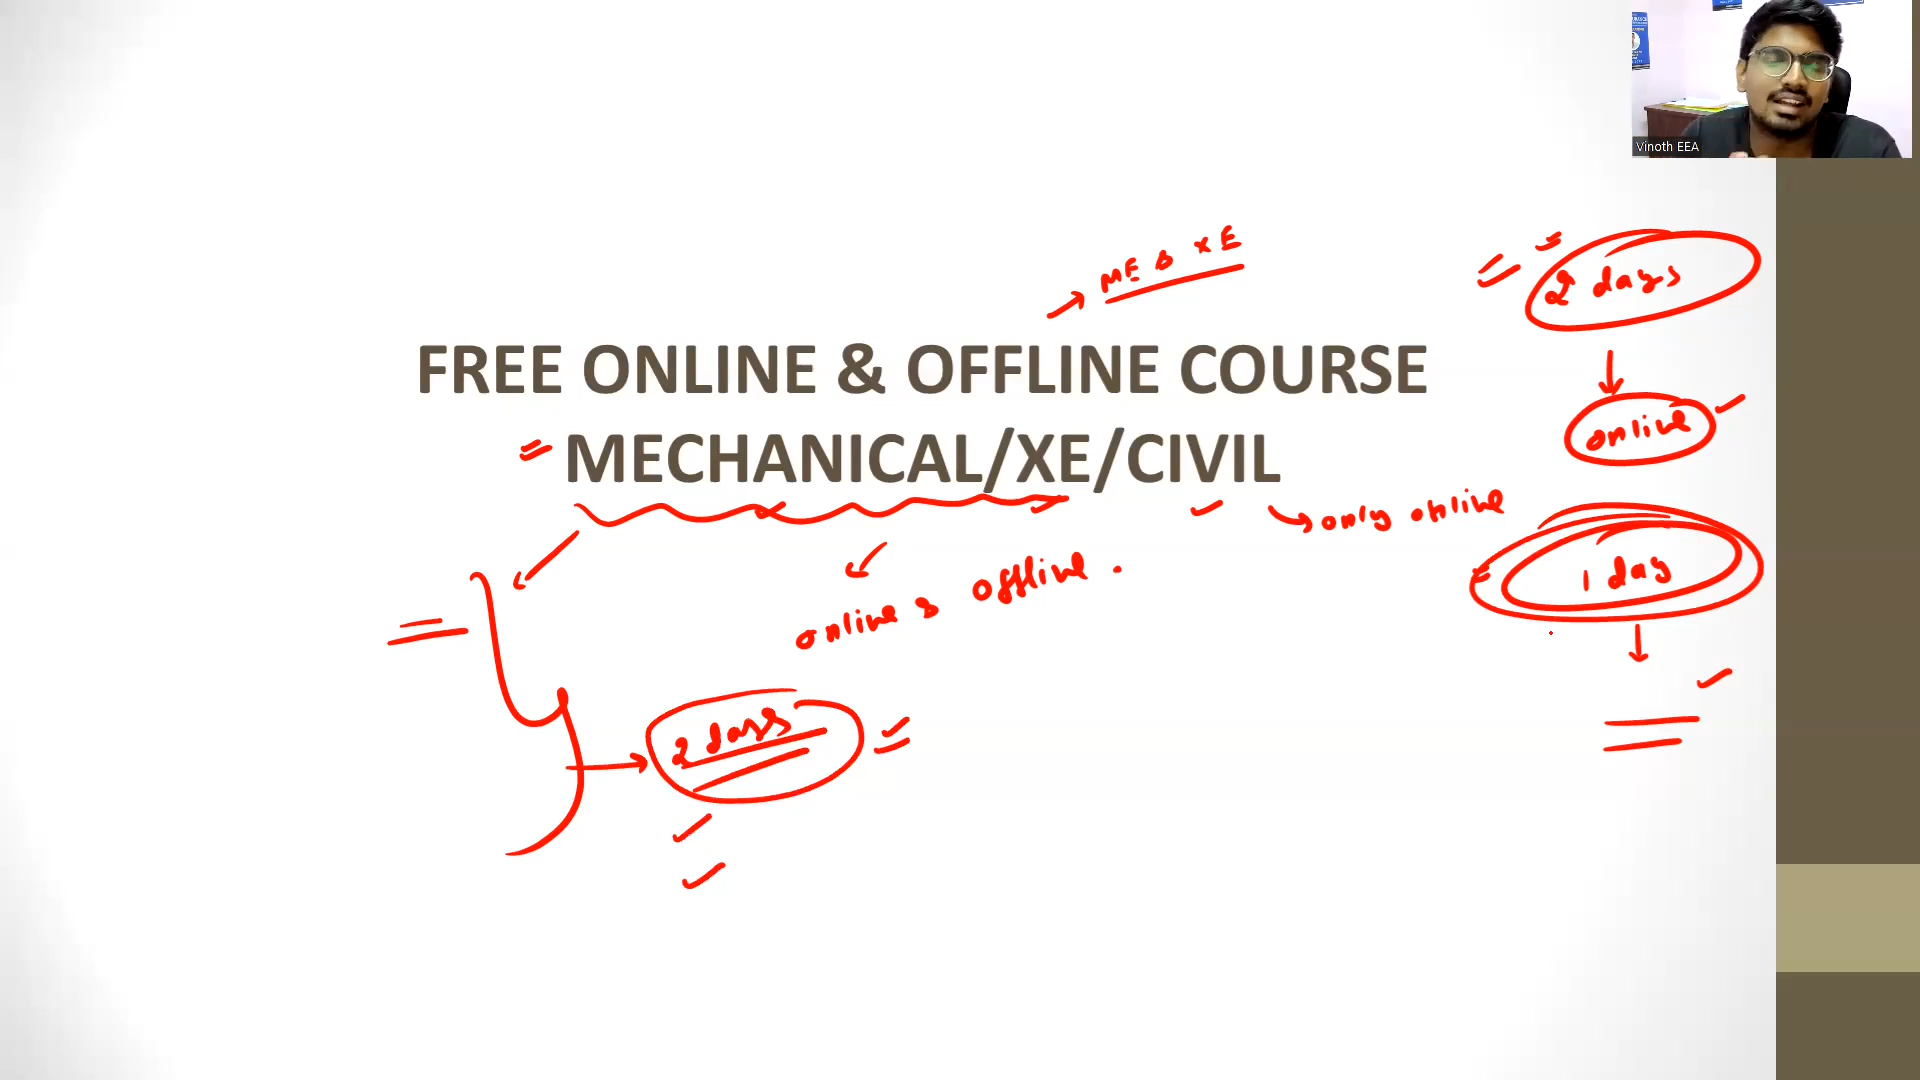 Vinoth EEA
ME & XE
2 days
FREE ONLINE & OFFLINE COURSE
online
MECHANICAL/XE/CIVIL
only online
1 day
online & offline.
2 days